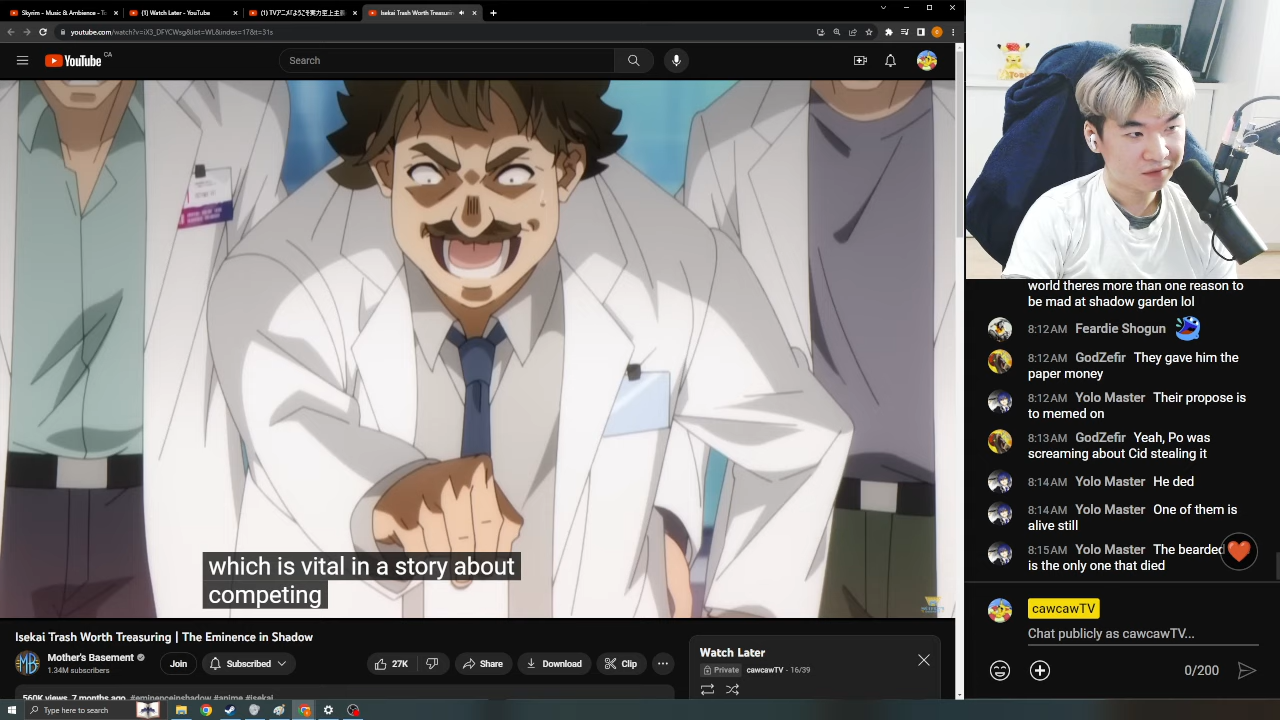 Skyrim - Music & Ambience - T
(1) Watch Later - YouTube
(1) TVアニメ『ようこそ実力至上主義
Isekai Trash Worth Treasuring
youtube.com/watch?v=iX3_DFYCWsg&list=WL&index=17&t=31s
YouTube CA
Search
world theres more than one reason to
be mad at shadow garden lol
8:12 AM Feardie Shogun
8:12 AM GodZefir They gave him the
paper money
8:12 AM Yolo Master Their propose is
to memed on
8:13 AM GodZefir Yeah, Po was
screaming about Cid stealing it
8:14 AM Yolo Master He ded
8:14 AM Yolo Master One of them is
alive still
8:15 AM Yolo Master The bearded
is the only one that died
which is vital in a story about
competing
cawcawTV
Chat publicly as cawcawTV...
0/200
Isekai Trash Worth Treasuring | The Eminence in Shadow
MB
Mother's Basement
1.34M subscribers
Join
Subscribed
27K
Share
Download
Clip
Watch Later
Private cawcawTV - 16/39
560K views 7 months ago #eminenceinshadow #anime #isekai
Type here to search